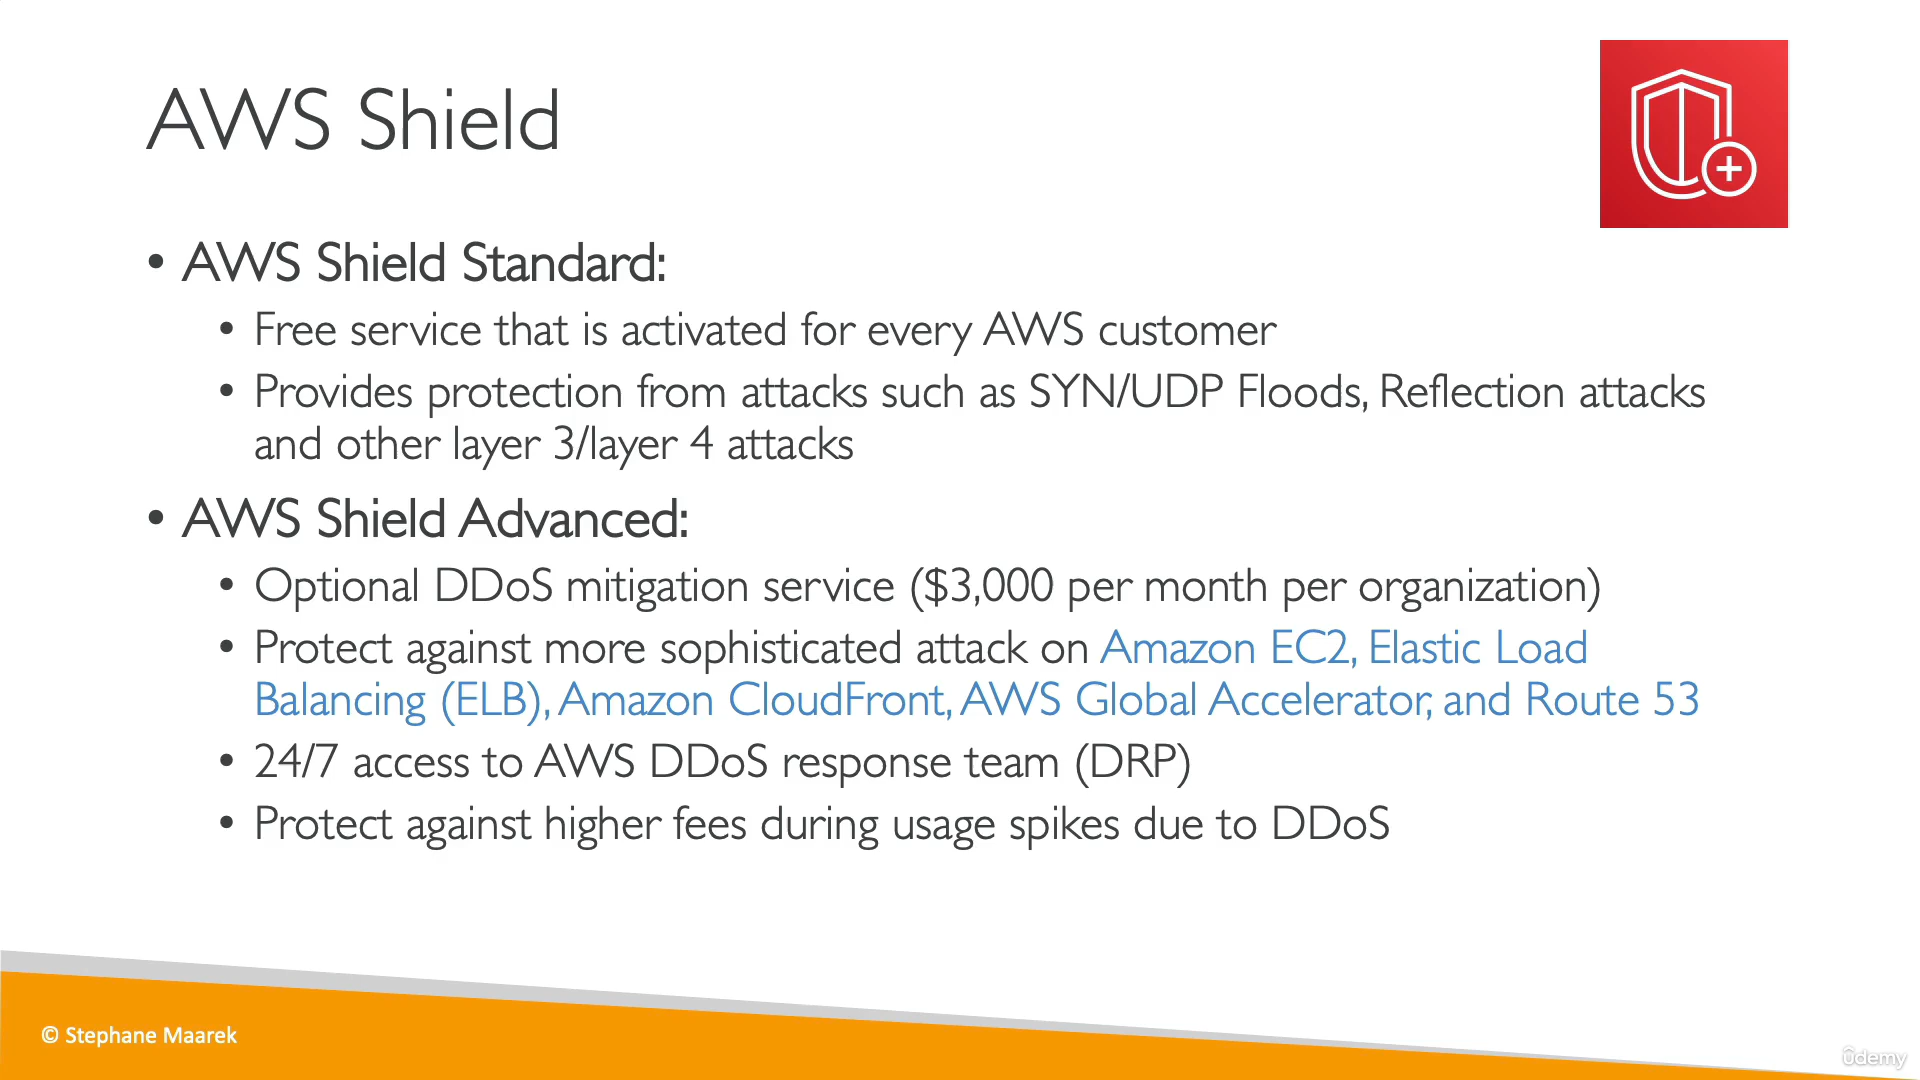 AWS Shield
• AWS Shield Standard:
• Free service that is activated for every AWS customer
• Provides protection from attacks such as SYN/UDP Floods, Reflection attacks
and other layer 3/layer 4 attacks
• AWS Shield Advanced:
• Optional DDoS mitigation service ($3,000 per month per organization)
• Protect against more sophisticated attack on Amazon EC2, Elastic Load
Balancing (ELB), Amazon CloudFront, AWS Global Accelerator, and Route 53
• 24/7 access to AWS DDoS response team (DRP)
• Protect against higher fees during usage spikes due to DDoS
© Stephane Maarek
ûdemy